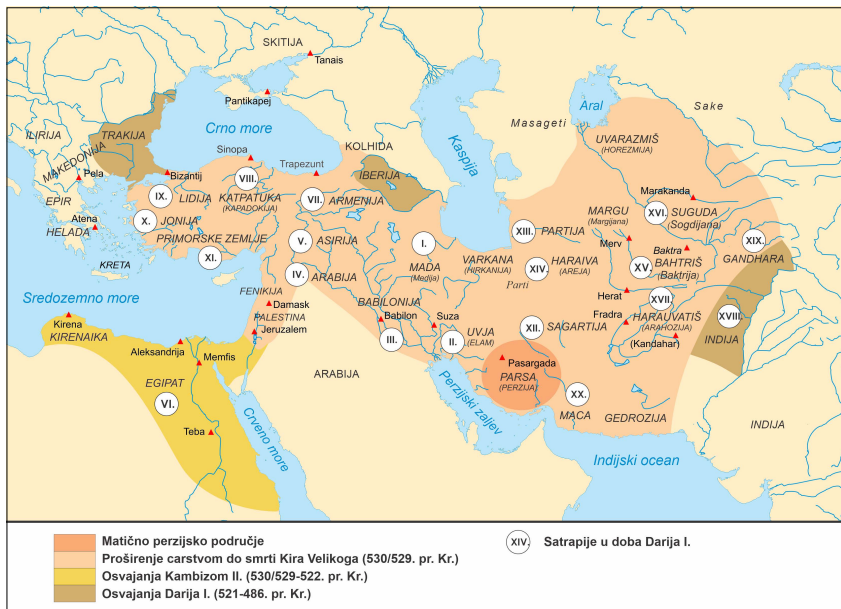 SKITIJA
Tanais
Pantikapej
Aral
Sake
Masageti
Crno more
Kaspija
ILIRIJA
TRAKIJA
MAKEDONIJA
Pela
EPIR
Atena
HELADA
Bizantij
Sinopa
Trapezunt
KOLHIDA
IBERIJA
UVARAZMIŠ
(HOREZMIJA)
IX.
LIDIJA
VIII.
KATPATUKA
(KAPADOKIJA)
VII.
ARMENIJA
X.
JONIJA
PRIMORSKE ZEMLJE
XI.
KRETA
V.
ASIRIJA
IV.
ARABIJA
I.
MADA
(Medija)
VARKANA
(HIRKANIJA)
XIII.
PARTIJA
XIV.
HARAIVA
(AREJA)
Parti
MARGU
(Margijana)
Merv
Marakanda
XVI.
SUGUDA
(Sogdijana)
Baktra
XV.
BAHTRIŠ
(Baktrija)
XIX.
GANDHARA
Herat
XVII.
Fradra
HARAUVATIŠ
(ARAHOZIJA)
(Kandahar)
XVIII.
INDIJA
Sredozemno more
FENIKIJA
Damask
PALESTINA
Jeruzalem
BABILONIJA
Babilon
III.
Suza
II.
UVJA
(ELAM)
XII.
SAGARTIJA
Pasargada
PARSA
(PERZIJA)
XX.
MACA
GEDROZIJA
Kirena
KIRENAIKA
Aleksandrija
Memfis
EGIPAT
VI.
Teba
ARABIJA
Crveno more
Perzijski zaljev
Indijski ocean
INDIJA
Matično perzijsko područje
Proširenje carstvom do smrti Kira Velikoga (530/529. pr. Kr.)
Osvajanja Kambizom II. (530/529-522. pr. Kr.)
Osvajanja Darija I. (521-486. pr. Kr.)
XIV.
Satrapije u doba Darija I.